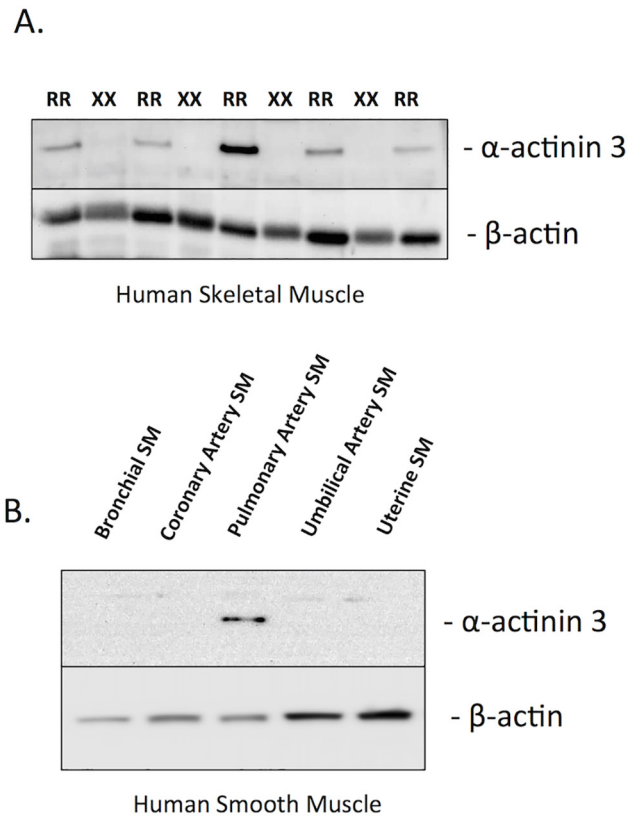 A.
RR XX RR XX RR XX RR XX RR
- α-actinin 3
- β-actin
Human Skeletal Muscle
B.
Bronchial SM
Coronary Artery SM
Pulmonary Artery SM
Umbilical Artery SM
Uterine SM
- α-actinin 3
- β-actin
Human Smooth Muscle